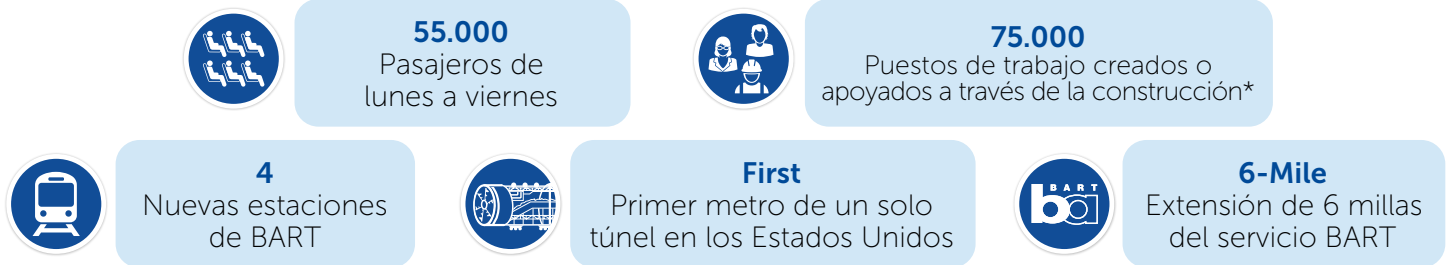 55.000
Pasajeros de
lunes a viernes
75.000
Puestos de trabajo creados o
apoyados a través de la construcción*
4
Nuevas estaciones
de BART
First
Primer metro de un solo
túnel en los Estados Unidos
BART
ba
6-Mile
Extensión de 6 millas
del servicio BART